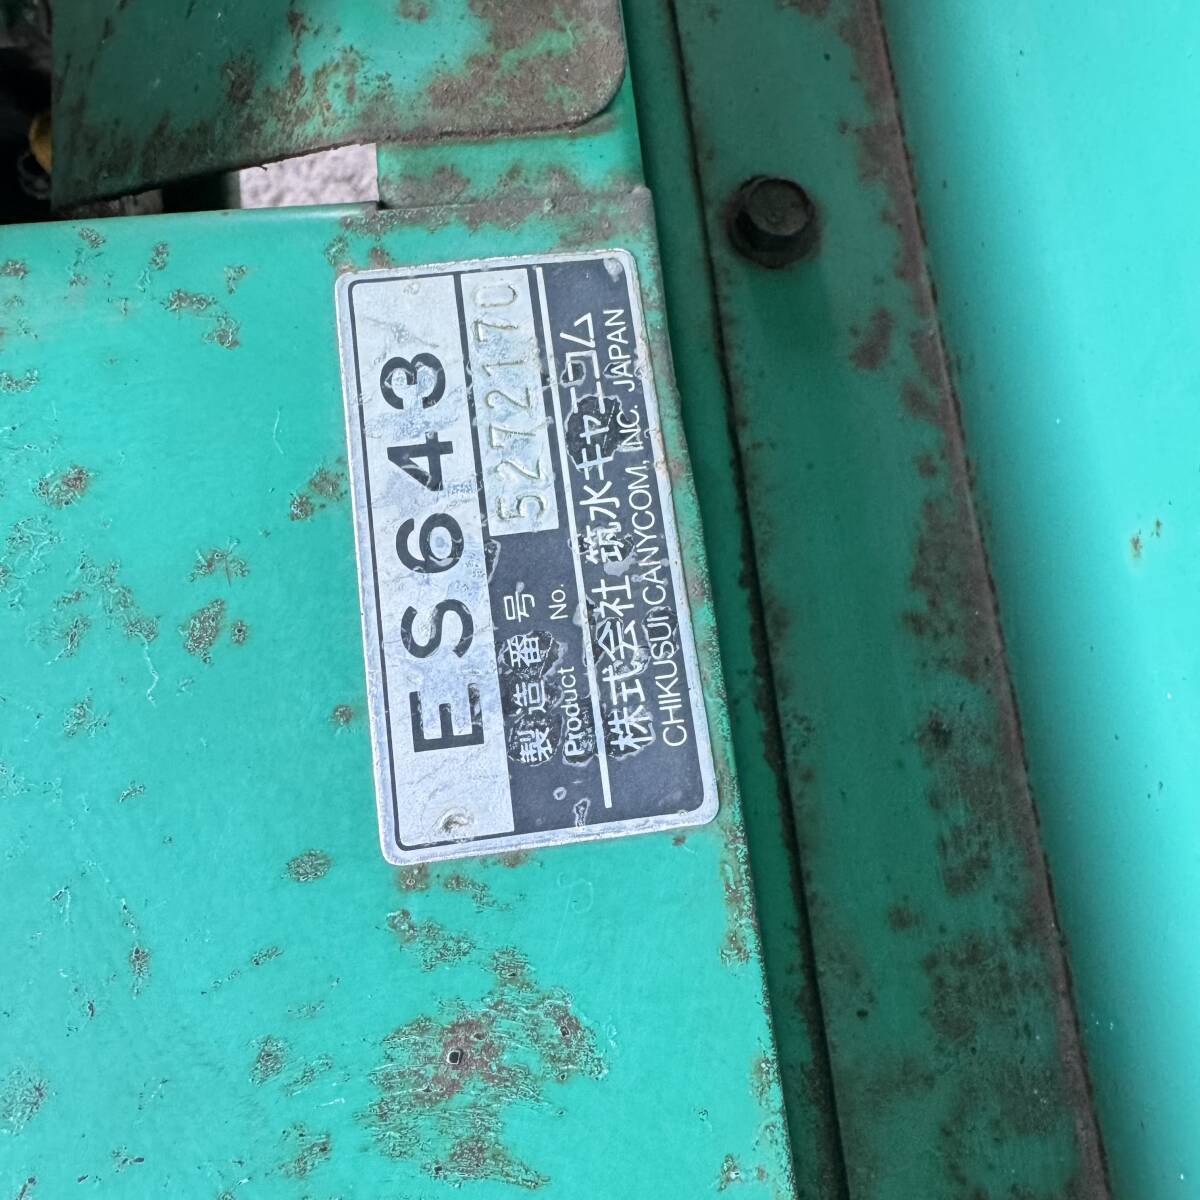 ES643
製造番号 5272170
Product No.
株式会社 筑水キャニコム
CHIKUSUI CANYCOM, INC. JAPAN